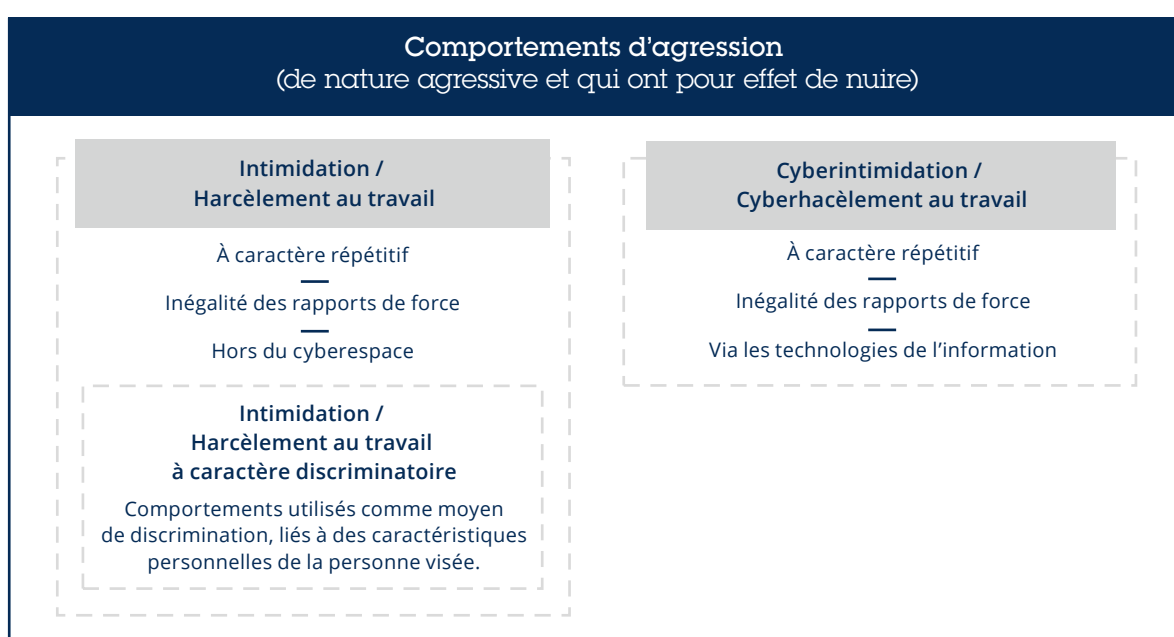 Comportements d'agression
(de nature agressive et qui ont pour effet de nuire)
Intimidation /
Harcèlement au travail
À caractère répétitif
Inégalité des rapports de force
Hors du cyberespace
Intimidation /
Harcèlement au travail
à caractère discriminatoire
Comportements utilisés comme moyen
de discrimination, liés à des caractéristiques
personnelles de la personne visée.
Cyberintimidation /
Cyberhacèlement au travail
À caractère répétitif
Inégalité des rapports de force
Via les technologies de l’information